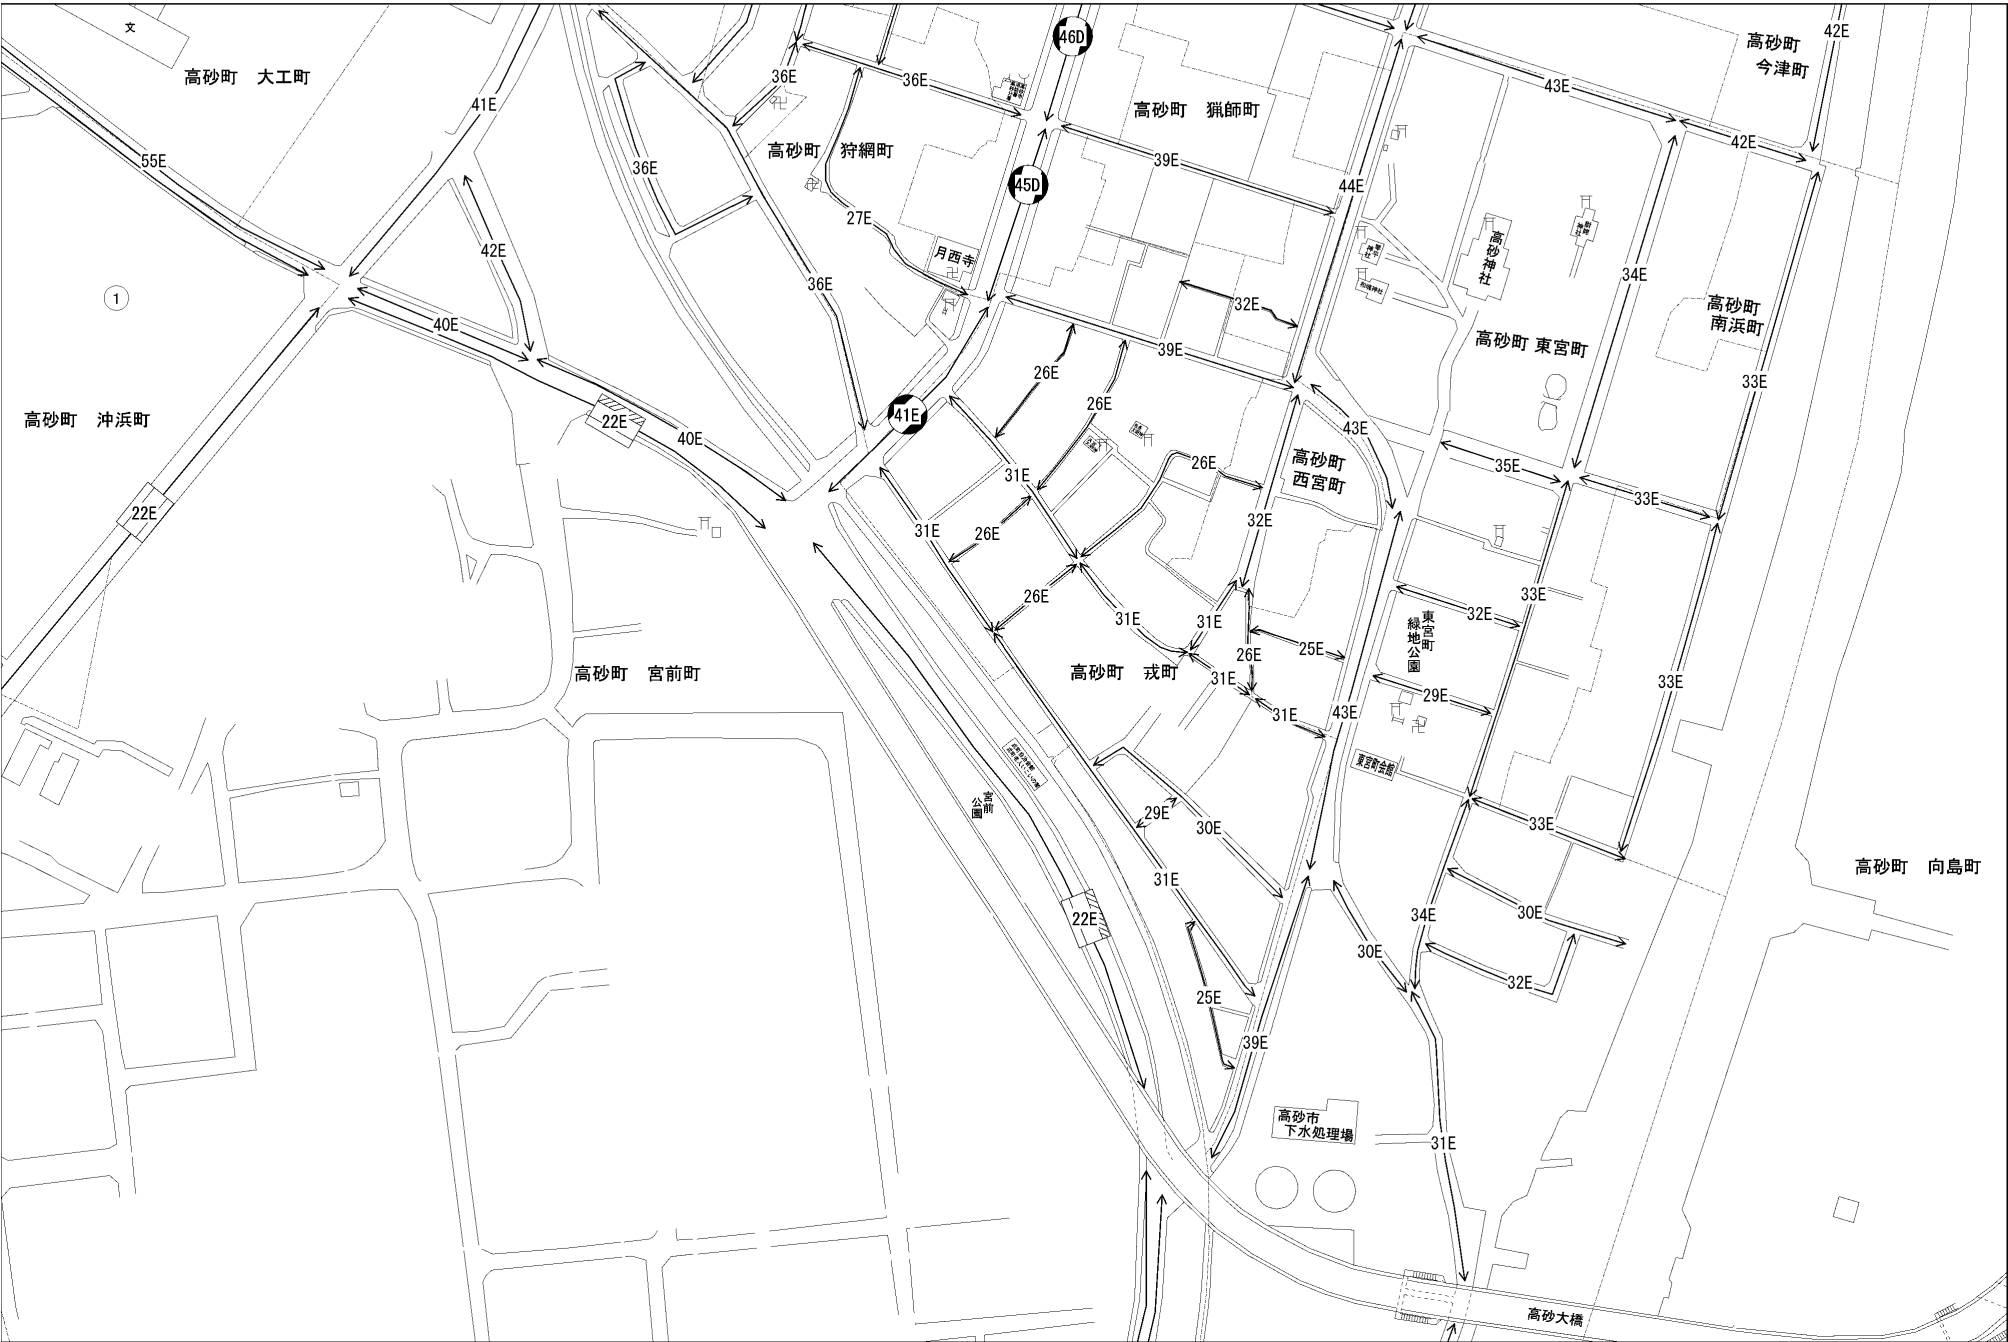 文
46D
42E
高砂町
今津町
高砂町 大工町
36E
36E
43E
41E
高砂町 猟師町
42E
高砂町 狩網町
55E
39E
36E
45D
44E
27E
42E
高砂神社
月西寺
34E
36E
1
32E
高砂町
南浜町
40E
高砂町 東宮町
39E
26E
33E
26E
高砂町 沖浜町
41E
22E
43E
40E
高砂町
西宮町
26E
35E
31E
33E
22E
32E
31E
26E
33E
26E
32E
31E
31E
東宮町
緑地公園
25E
26E
高砂町 宮前町
高砂町 戎町
31E
33E
29E
31E
43E
東宮町会館
宮前
公園
29E
30E
33E
高砂町 向島町
31E
22E
34E
30E
30E
32E
25E
39E
高砂市
下水処理場
31E
高砂大橋